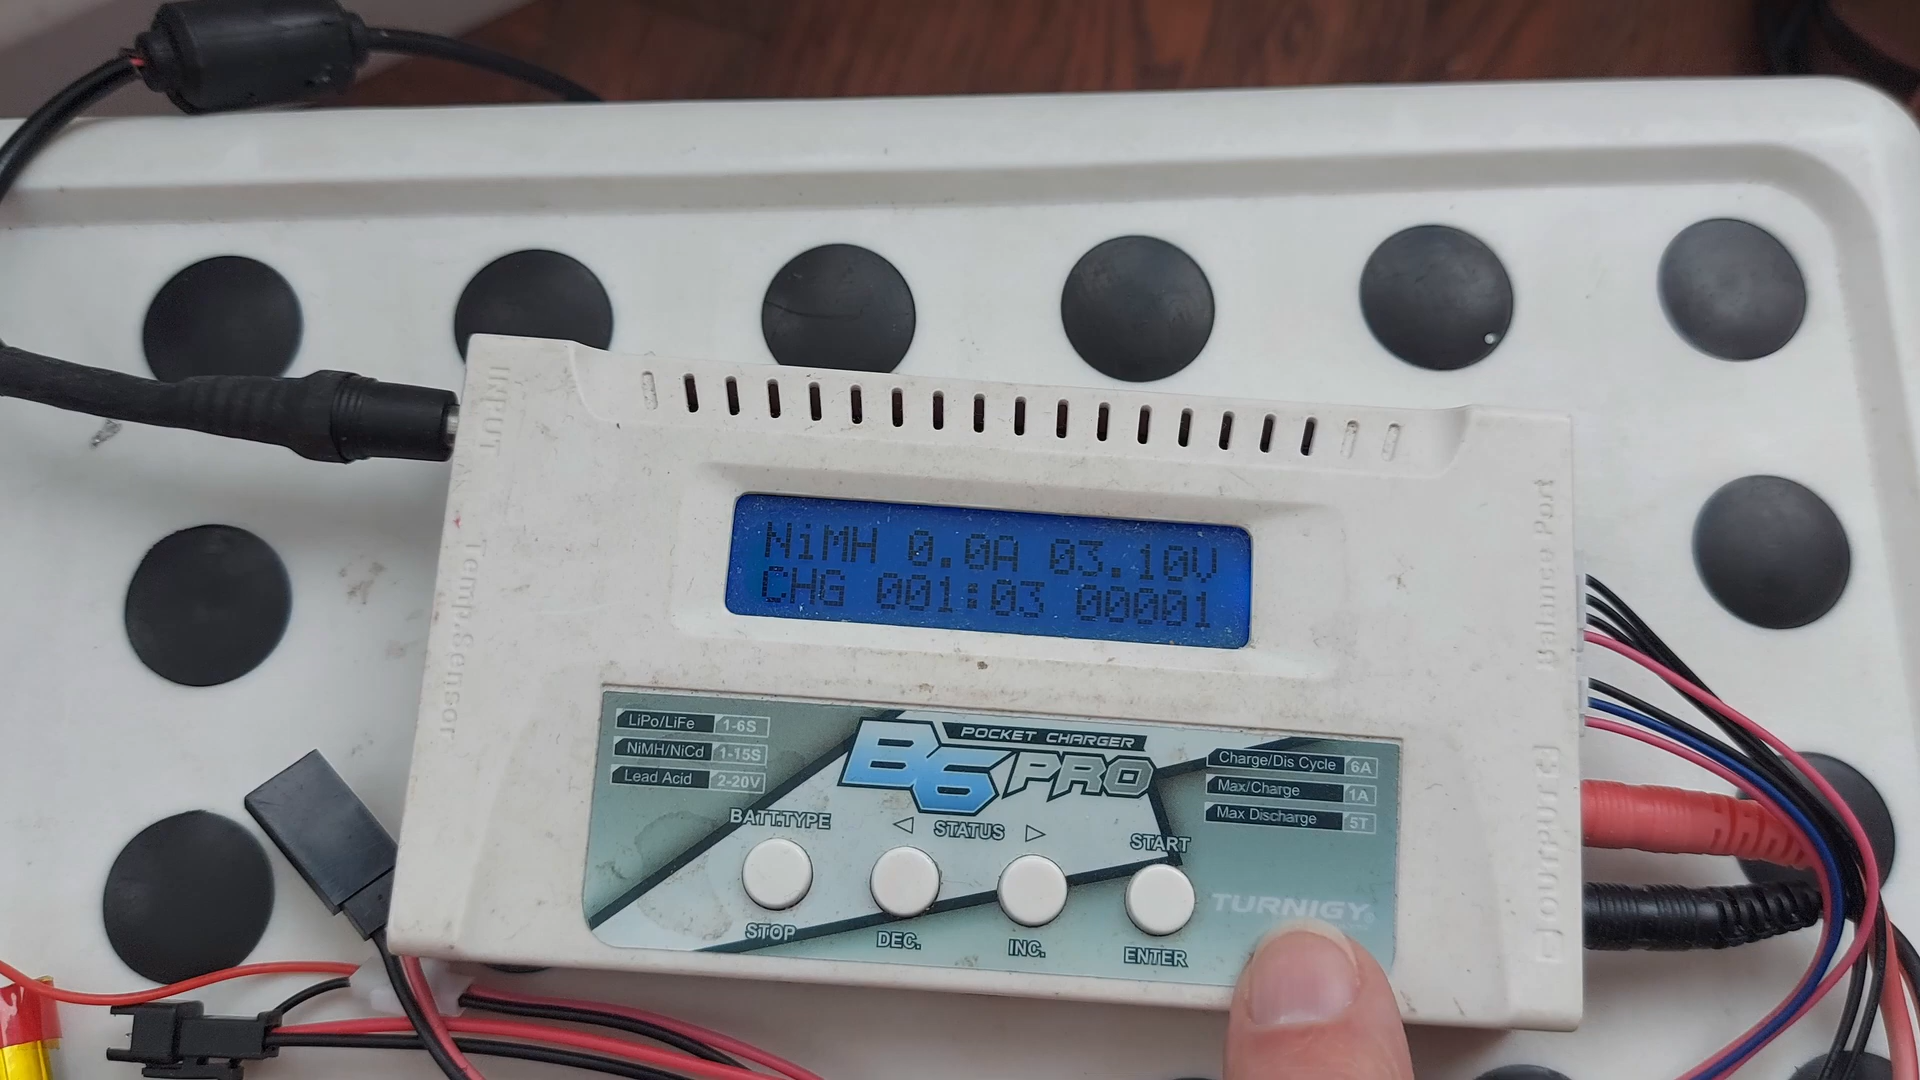 INPUT
Temp.Sensor
NiMH 0.0A 03.10V
CHG 001:03 00001
Balance Port
OUTPUT
LiPo/LiFe 1-6S
NiMH/NiCd 1-15S
Lead Acid 2-20V
POCKET CHARGER
B6 PRO
Charge/Dis Cycle 6A
Max/Charge 1A
Max Discharge 5T
BATT.TYPE
STATUS
START
STOP
DEC.
INC.
ENTER
TURNIGY